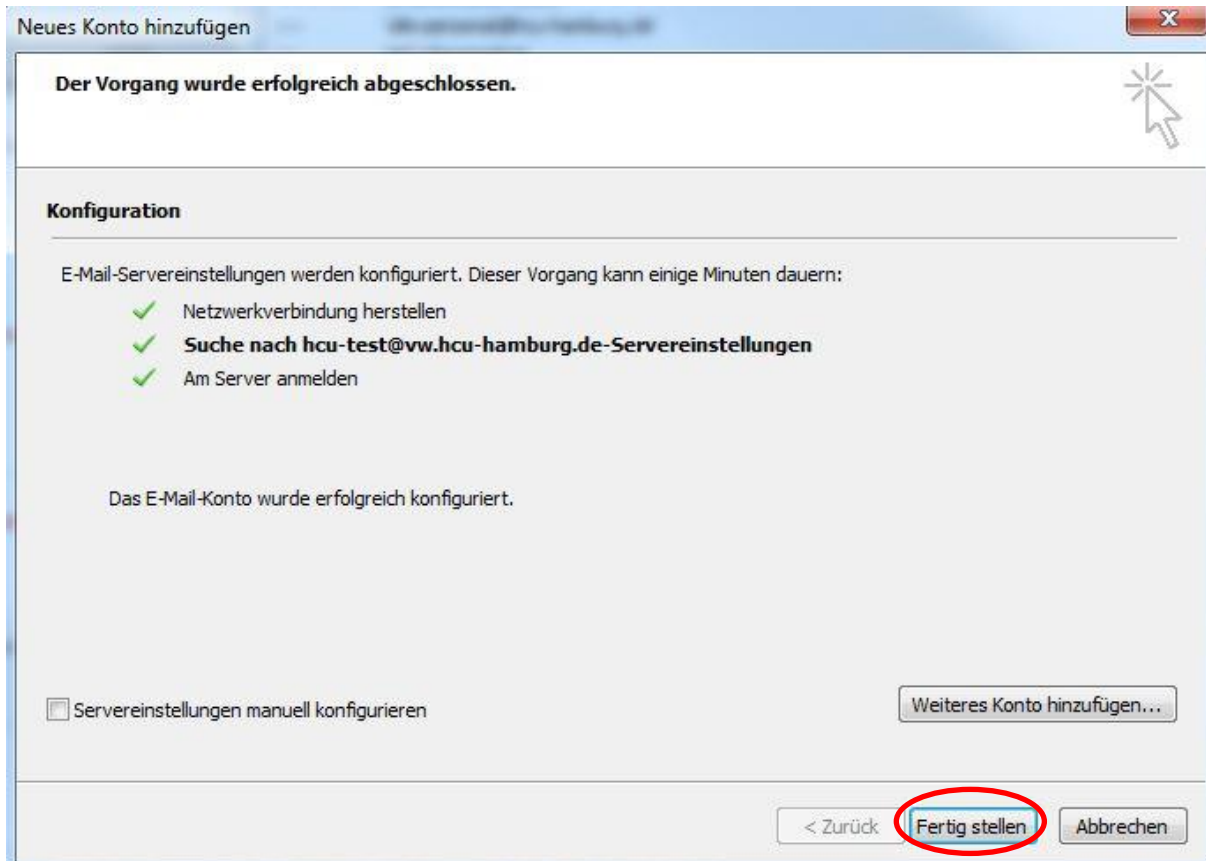 Neues Konto hinzufügen
Der Vorgang wurde erfolgreich abgeschlossen.
Konfiguration
E-Mail-Servereinstellungen werden konfiguriert. Dieser Vorgang kann einige Minuten dauern:
Netzwerkverbindung herstellen
Suche nach hcu-test@vw.hcu-hamburg.de-Servereinstellungen
Am Server anmelden
Das E-Mail-Konto wurde erfolgreich konfiguriert.
Servereinstellungen manuell konfigurieren
Weiteres Konto hinzufügen...
< Zurück Fertig stellen Abbrechen